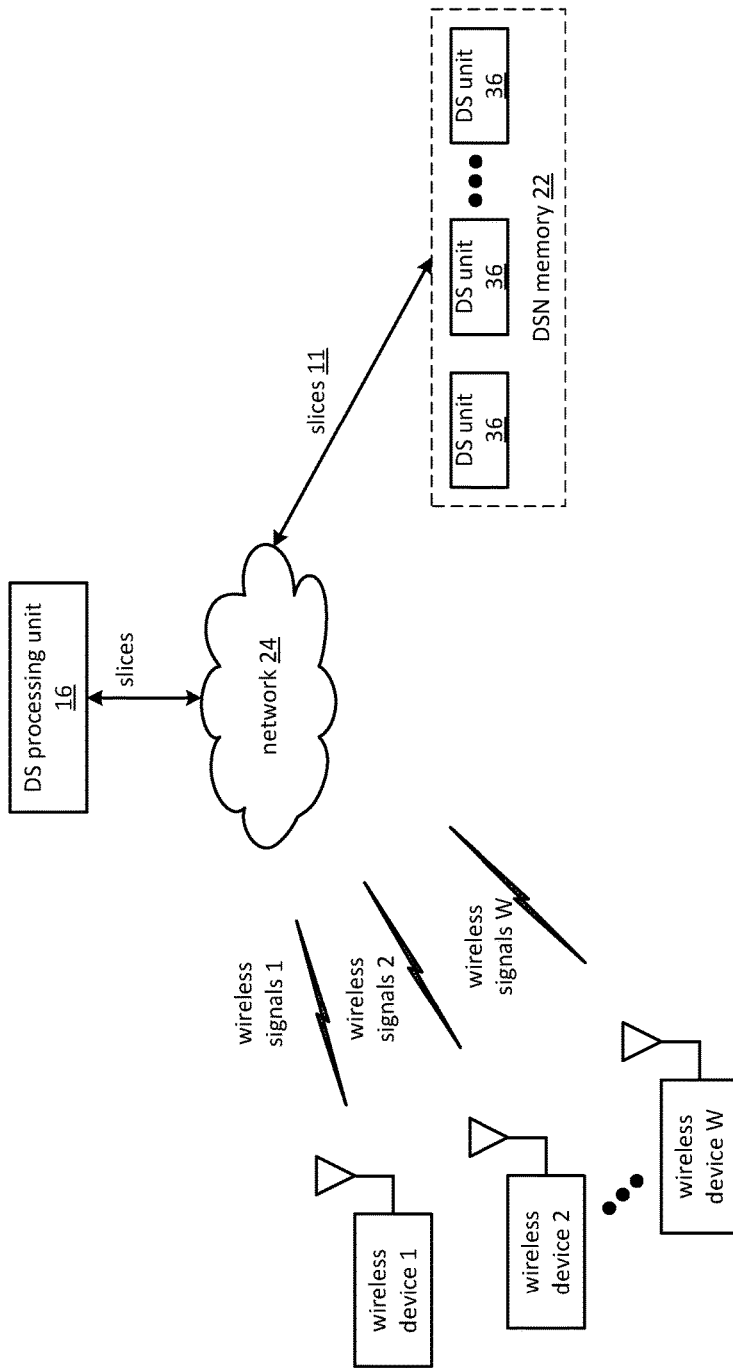 DS processing unit
16
slices
network 24
slices 11
wireless
signals 1
wireless
signals 2
wireless
signals W
wireless
device 1
wireless
device 2
wireless
device W
DS unit
36
DS unit
36
DS unit
36
DSN memory 22